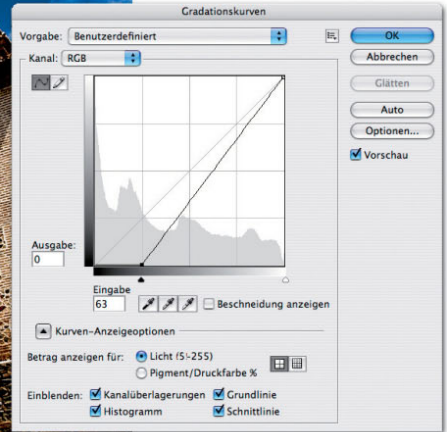 Gradationskurven
Vorgabe: Benutzerdefiniert
OK
Kanal: RGB
Abbrechen
Glätten
Auto
Optionen...
Vorschau
Ausgabe:
0
Eingabe
63
Beschneidung anzeigen
Kurven-Anzeigeoptionen
Betrag anzeigen für: Licht (5!-255)
Pigment/Druckfarbe %
Einblenden: Kanalüberlagerungen Grundlinie
Histogramm Schnittlinie